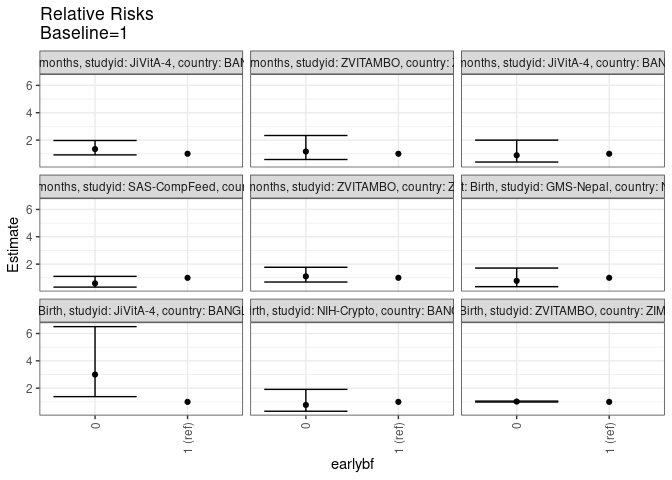 Relative Risks
Baseline=1
months, studyid: JiVitA-4, country: BAN
months, studyid: ZVITAMBO, country:
months, studyid: JiVitA-4, country: BAN
6
4
2
months, studyid: SAS-CompFeed, cour
months, studyid: ZVITAMBO, country: Z
t: Birth, studyid: GMS-Nepal, country: N
6
4
2
Birth, studyid: JiVitA-4, country: BANGL
irth, studyid: NIH-Crypto, country: BANG
Birth, studyid: ZVITAMBO, country: ZIM
6
4
2
Estimate
0
1 (ref)
0
1 (ref)
0
1 (ref)
earlybf